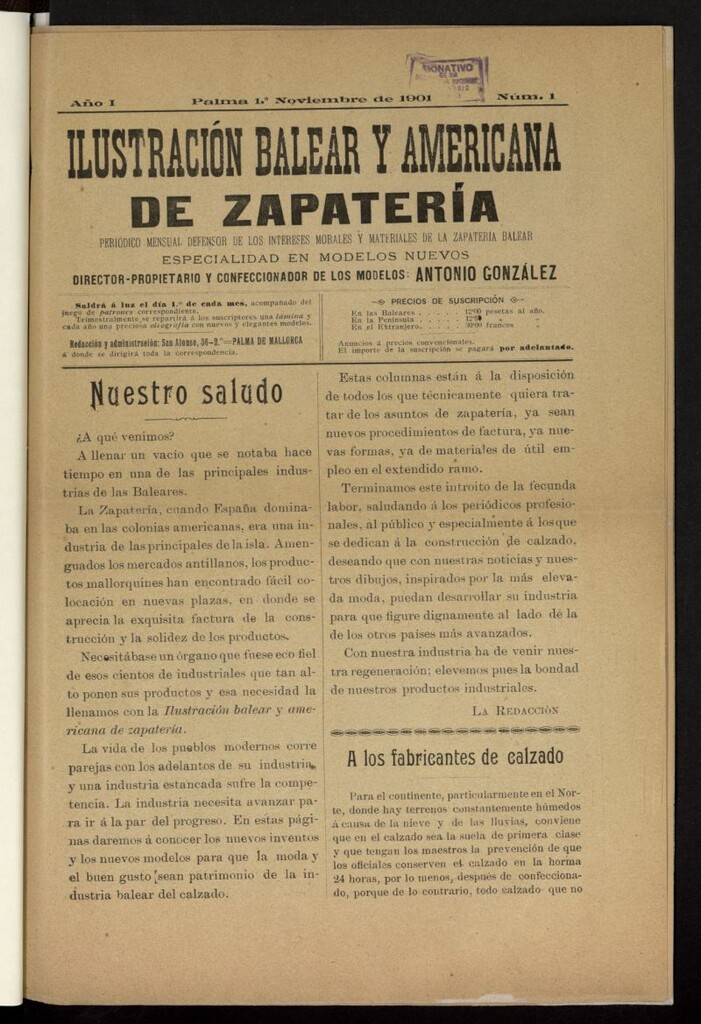 DONATIVO
Año I Palma 1.º Noviembre de 1901 Núm. 1
ILUSTRACIÓN BALEAR Y AMERICANA
DE ZAPATERÍA
PERIÓDICO MENSUAL DEFENSOR DE LOS INTERESES MORALES Y MATERIALES DE LA ZAPATERIA BALEAR
ESPECIALIDAD EN MODELOS NUEVOS
DIRECTOR-PROPIETARIO Y CONFECCIONADOR DE LOS MODELOS: ANTONIO GONZÁLEZ
Saldrá á luz el día 1.º de cada mes, acompañado del
juego de patrones correspondiente.
Trimestralmente se repartirá á los suscriptores una lámina y
cada año una preciosa oleografia con nuevos y elegantes modelos.
Redacción y administración: San Alonso, 36-2.º=PALMA DE MALLORCA
á donde se dirigirá toda la correspondencia.
PRECIOS DE SUSCRIPCIÓN
En las Baleares . . . . . 12'00 pesetas al año.
En la Península . . . . . „ „
En el Extranjero. . . . . francos „
Anuncios á precios convencionales.
El importe de la suscripción se pagará por adelantado.
Nuestro saludo
¿A qué venimos?
A llenar un vacío que se notaba hace
tiempo en una de las principales indus-
trias de las Baleares.
La Zapatería, cuando España domina-
ba en las colonias americanas, era una in-
dustria de las principales de la isla. Amen-
guados los mercados antillanos, los produc-
tos mallorquines han encontrado fácil co-
locación en nuevas plazas, en donde se
aprecia la exquisita factura de la cons-
trucción y la solidez de los productos.
Necesitábase un órgano que fuese eco fiel
de esos cientos de industriales que tan al-
to ponen sus productos y esa necesidad la
llenamos con la Ilustración balear y ame-
ricana de zapatería.
La vida de los pueblos modernos corre
parejas con los adelantos de su industria,
y una industria estancada sufre la compe-
tencia. La industria necesita avanzar pa-
ra ir á la par del progreso. En estas pági-
nas daremos á conocer los nuevos inventos
y los nuevos modelos para que la moda y
el buen gusto sean patrimonio de la in-
dustria balear del calzado.
Estas columnas están á la disposición
de todos los que técnicamente quiera tra-
tar de los asuntos de zapatería, ya sean
nuevos procedimientos de factura, ya nue-
vas formas, ya de materiales de útil em-
pleo en el extendido ramo.
Terminamos este introito de la fecunda
labor, saludando á los periódicos profesio-
nales, al público y especialmente á los que
se dedican á la construcción de calzado,
deseando que con nuestras noticias y nues-
tros dibujos, inspirados por la más eleva-
da moda, puedan desarrollar su industria
para que figure dignamente al lado de la
de los otros países más avanzados.
Con nuestra industria ha de venir nues-
tra regeneración; elevemos pues la bondad
de nuestros productos industriales.
LA REDACCIÓN
A los fabricantes de calzado
Para el continente, particularmente en el Nor-
te, donde hay terrenos constantemente húmedos
á causa de la nieve y de las lluvias, conviene
que en el calzado sea la suela de primera clase
y que tengan los maestros la prevención de que
los oficiales conserven el calzado en la horma
24 horas, por lo menos, despues de confecciona-
do, porque de lo contrario, todo calzado que no